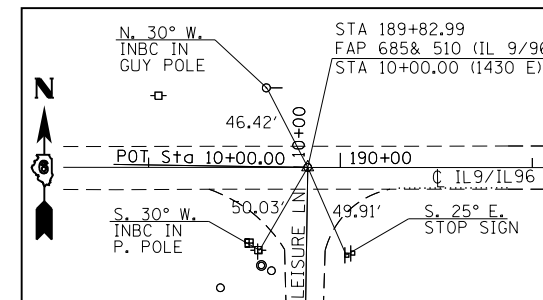 N. 30° W.
INBC IN
GUY POLE
STA 189+82.99
FAP 685& 510 (IL 9/96
STA 10+00.00 (1430 E)
N
6
46.42'
10+00
POT Sta 10+00.00
190+00
℄ IL9/IL96
S. 30° W.
INBC IN
P. POLE
50.03'
49.91'
S. 25° E.
STOP SIGN
LEISURE LN